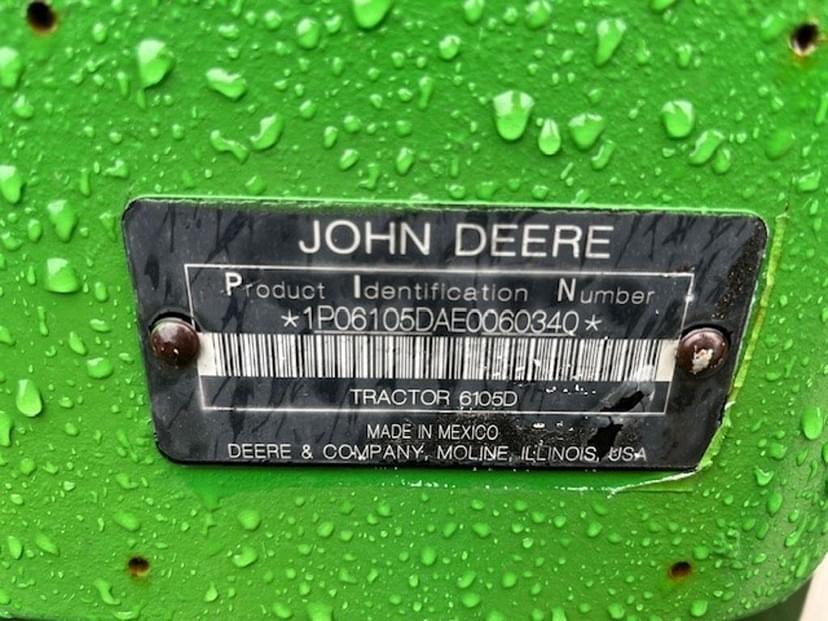 JOHN DEERE
Product Identification Number
*1P06105DAE0060340*
TRACTOR 6105D
MADE IN MEXICO
DEERE & COMPANY, MOLINE, ILLINOIS, USA